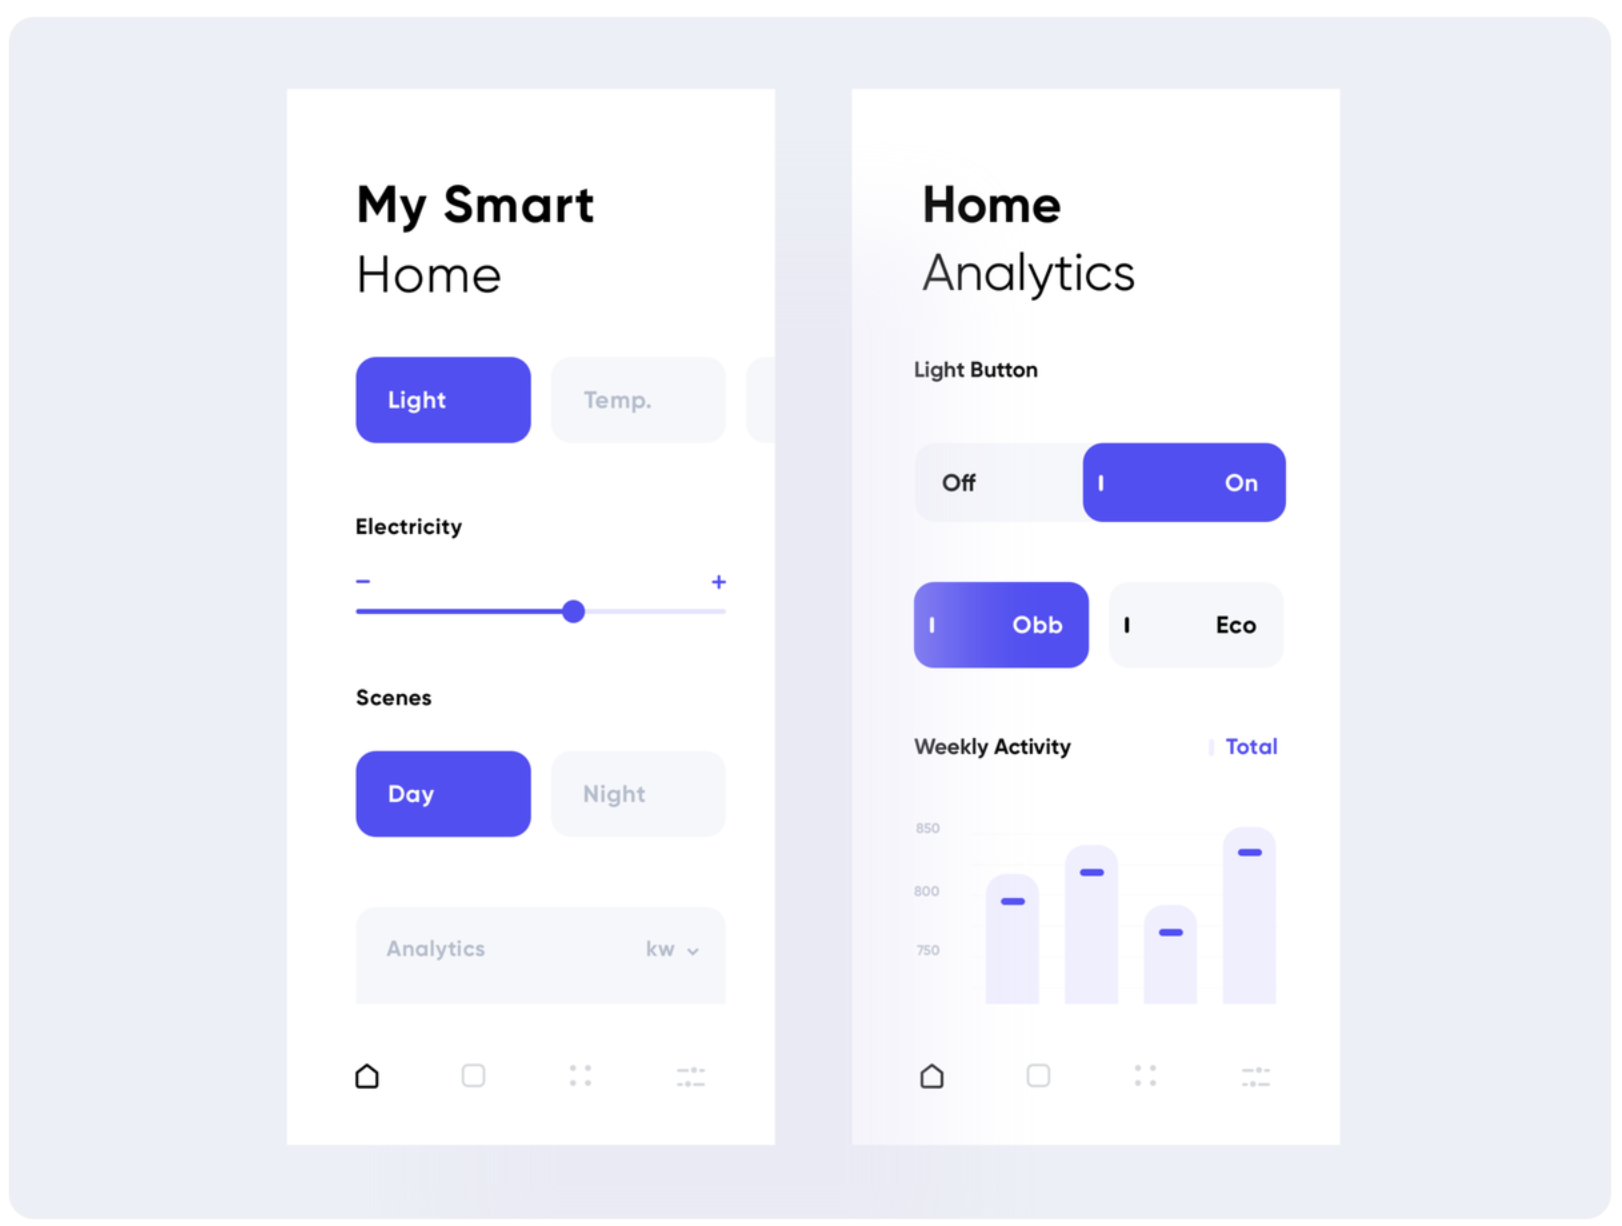 My Smart
Home
Light
Temp.
Electricity
Scenes
Day
Night
Analytics
kw
Home
Analytics
Light Button
Off
On
Obb
Eco
Weekly Activity
Total
850
800
750